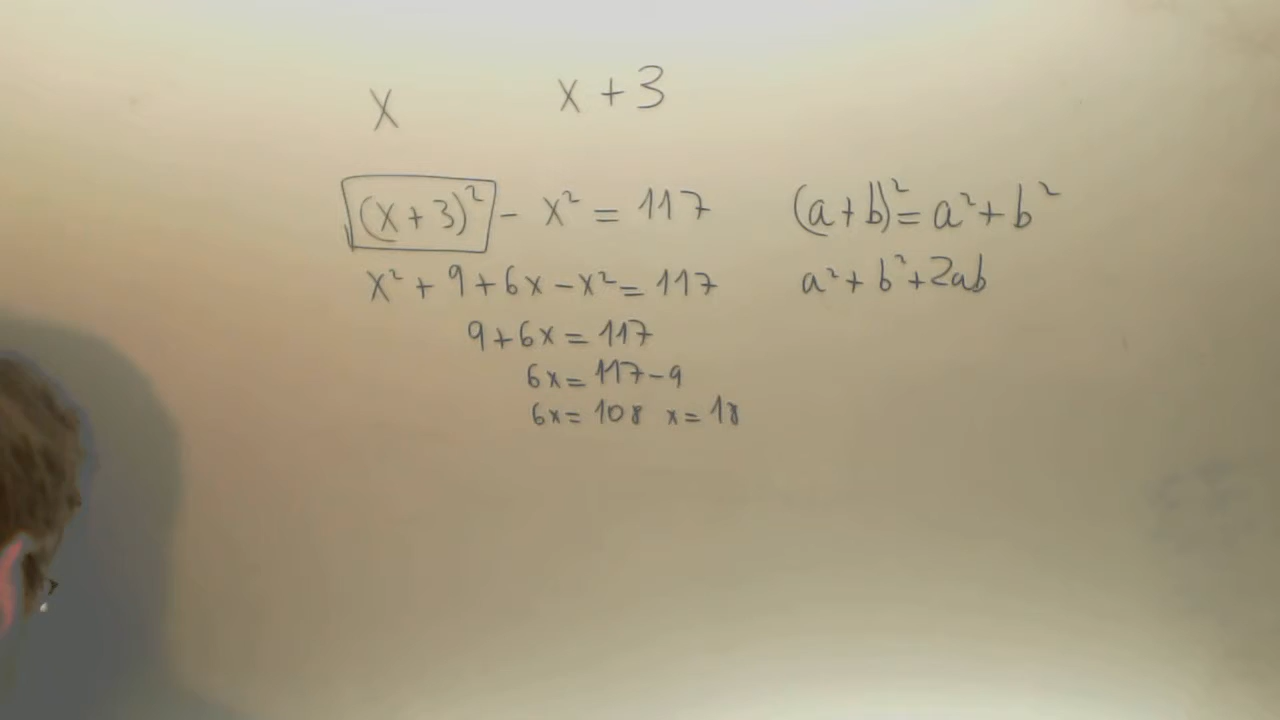 x x + 3
(x + 3)² - x² = 117 (a + b)² = a² + b²
x² + 9 + 6x - x² = 117 a² + b² + 2ab
9 + 6x = 117
6x = 117 - 9
6x = 108 x = 18